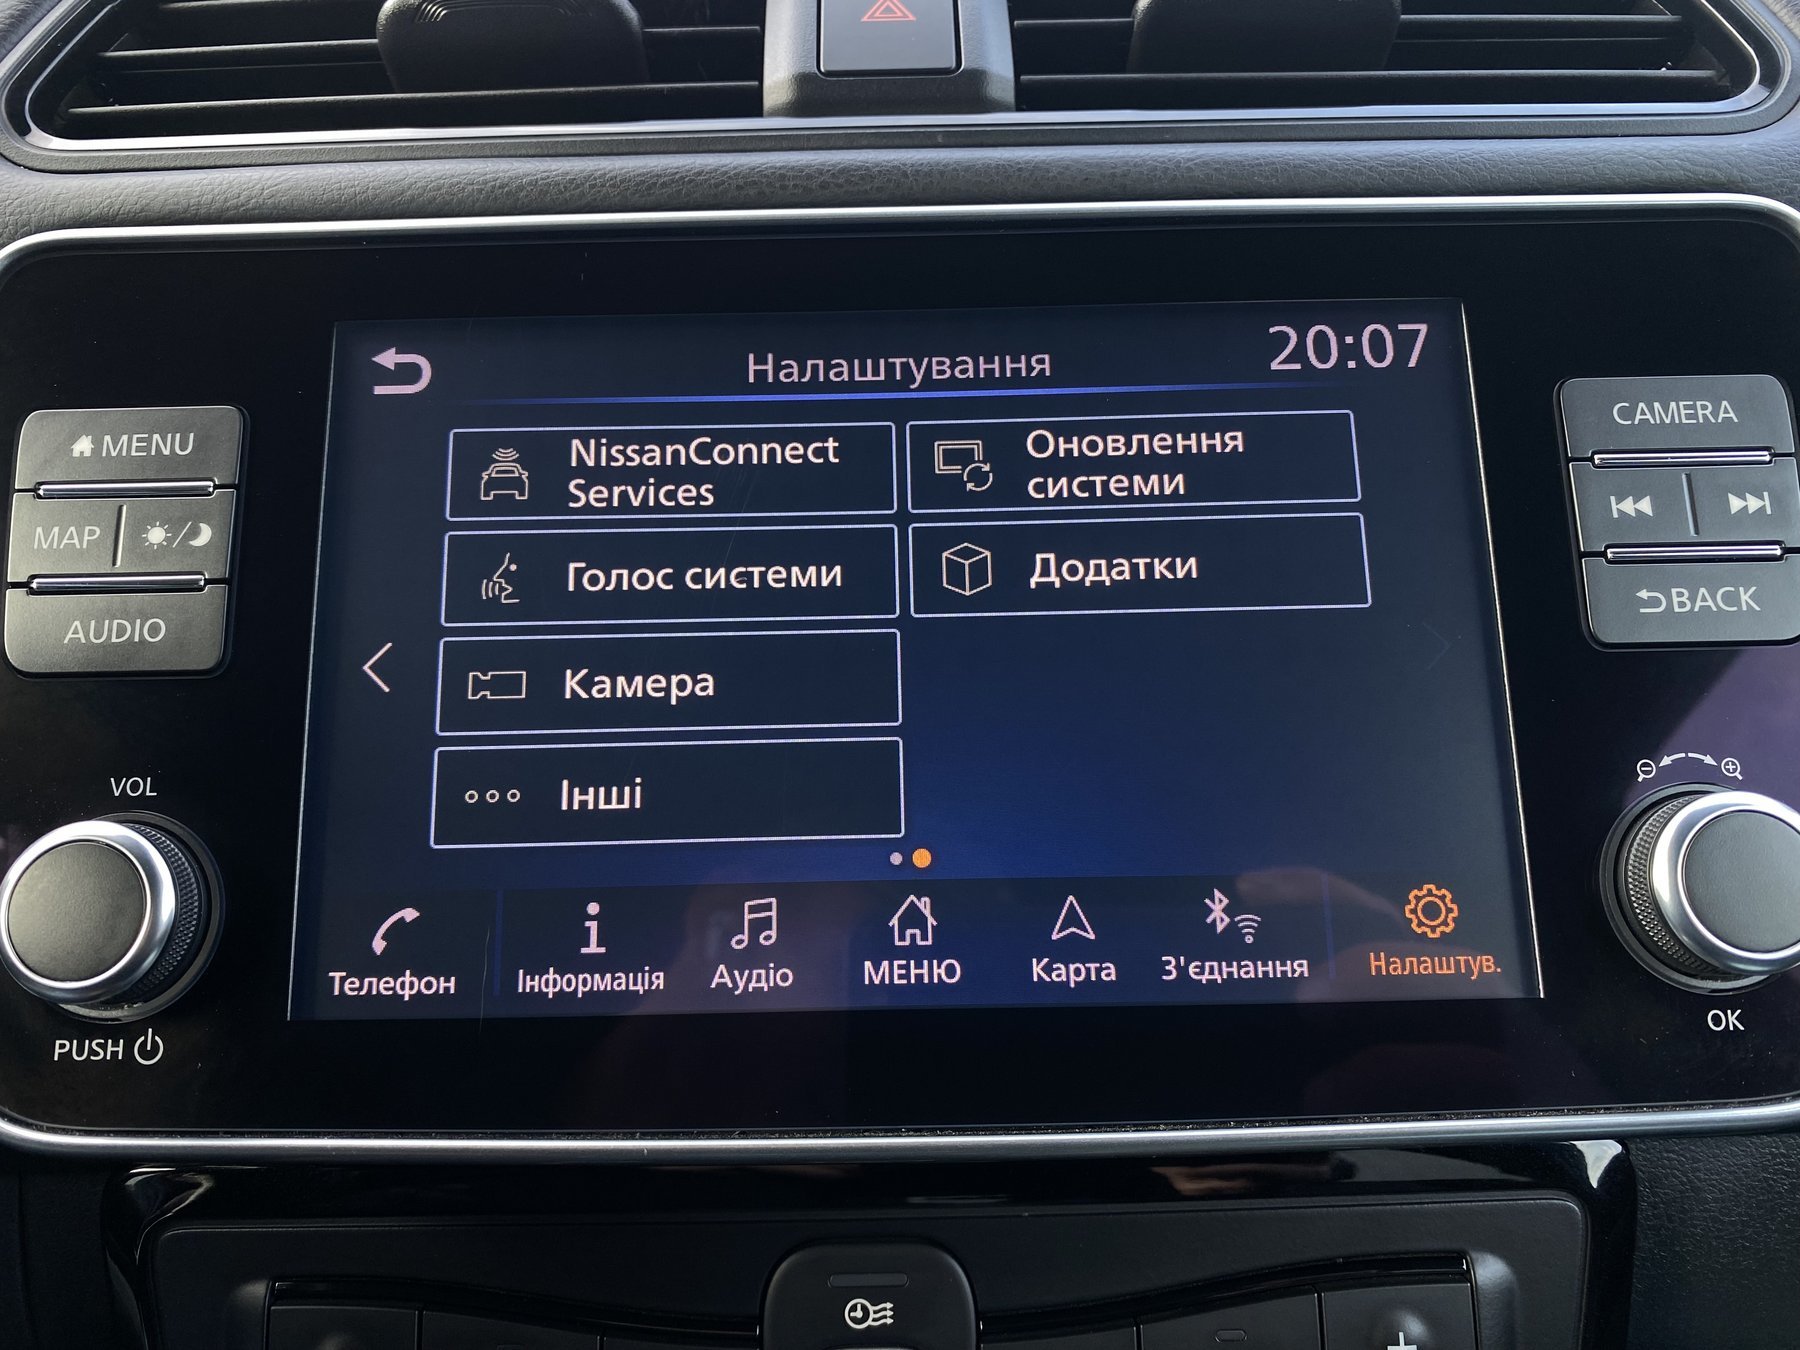 Налаштування
20:07
NissanConnect
Services
Оновлення
системи
Голос системи
Додатки
Камера
Інші
Телефон
Інформація
Аудіо
МЕНЮ
Карта
З'єднання
Налаштув.
MENU
MAP
AUDIO
VOL
PUSH
CAMERA
BACK
OK